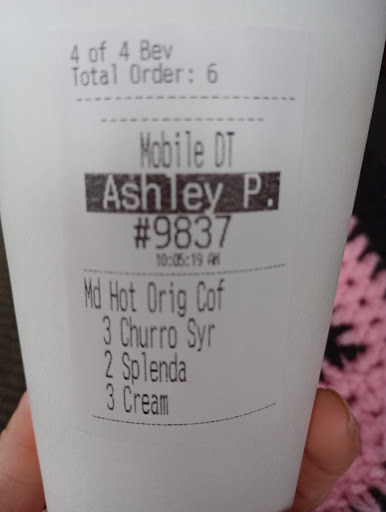 4 of 4 Bev
Total Order: 6
Mobile DT
Ashley P.
#9837
10:05:19 AM
Md Hot Orig Cof
3 Churro Syr
2 Splenda
3 Cream